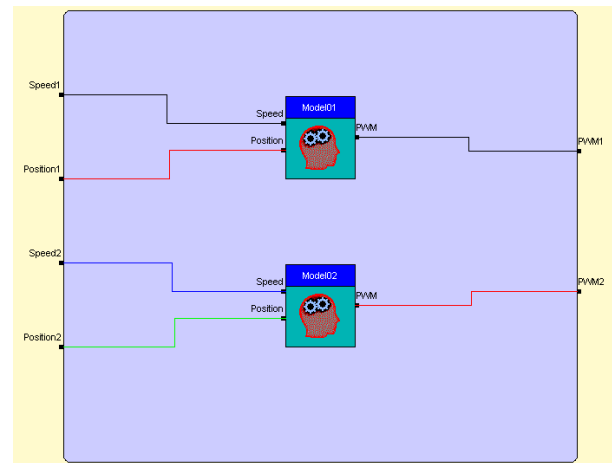 Speed1
Model01
Speed
PWM
Position
PWM1
Position1
Speed2
Model02
Speed
PWM
Position
PWM2
Position2